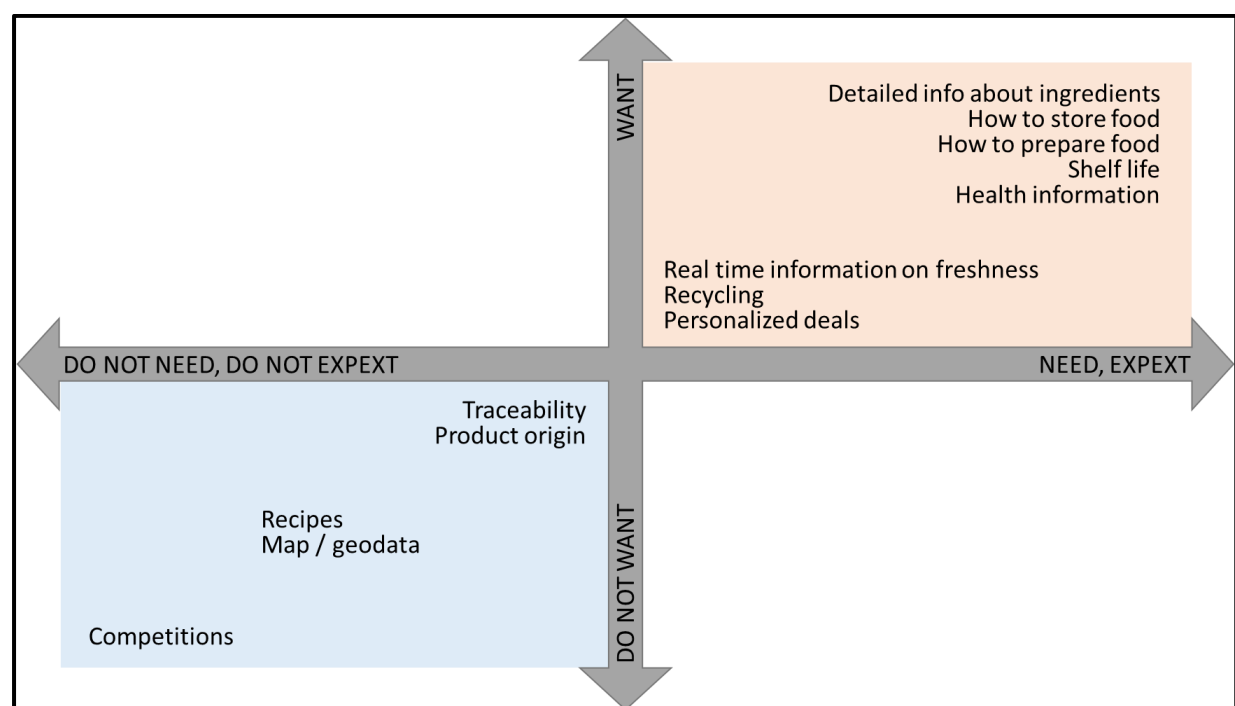 WANT
Detailed info about ingredients
How to store food
How to prepare food
Shelf life
Health information
Real time information on freshness
Recycling
Personalized deals
DO NOT NEED, DO NOT EXPEXT
NEED, EXPEXT
Traceability
Product origin
Recipes
Map / geodata
Competitions
DO NOT WANT